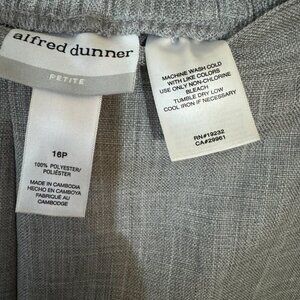 alfred dunner
PETITE
16P
100% POLYESTER/
POLIÉSTER
MADE IN CAMBODIA
HECHO EN CAMBOYA
FABRIQUÉ AU
CAMBODGE
MACHINE WASH COLD
WITH LIKE COLORS
USE ONLY NON-CHLORINE
BLEACH
TUMBLE DRY LOW
COOL IRON IF NECESSARY
RN#19232
CA#29961